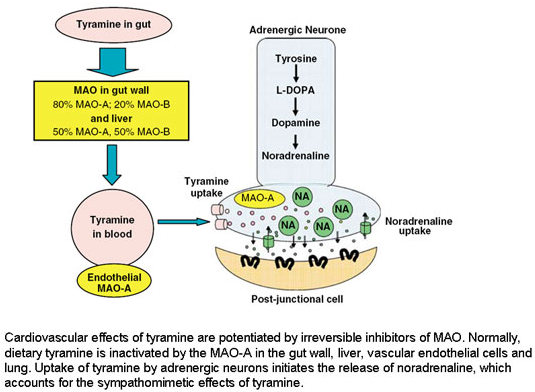 Tyramine in gut
MAO in gut wall
80% MAO-A; 20% MAO-B
and liver
50% MAO-A, 50% MAO-B
Tyramine
in blood
Endothelial
MAO-A
Adrenergic Neurone
Tyrosine
L-DOPA
Dopamine
Noradrenaline
Tyramine
uptake
MAO-A
NA
NA
NA
NA
Noradrenaline
uptake
Post-junctional cell
Cardiovascular effects of tyramine are potentiated by irreversible inhibitors of MAO. Normally,
dietary tyramine is inactivated by the MAO-A in the gut wall, liver, vascular endothelial cells and
lung. Uptake of tyramine by adrenergic neurons initiates the release of noradrenaline, which
accounts for the sympathomimetic effects of tyramine.